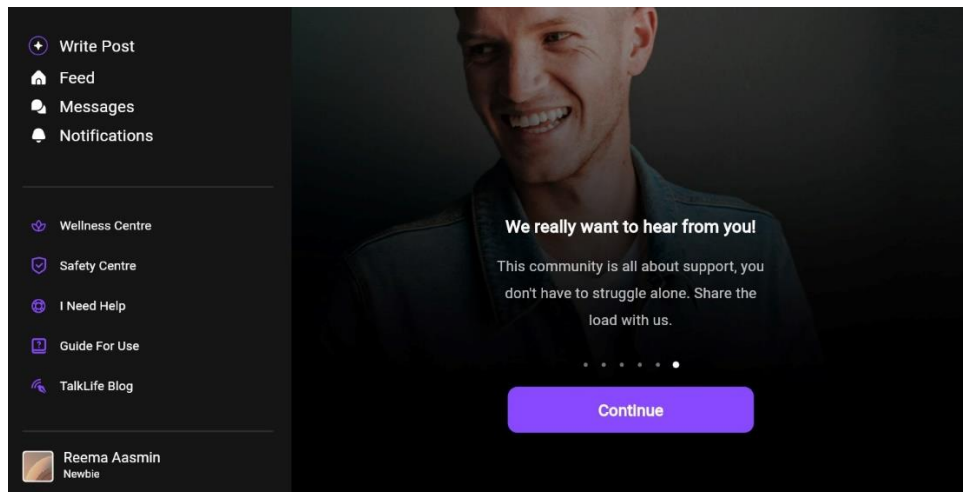 Write Post
Feed
Messages
Notifications
Wellness Centre
Safety Centre
I Need Help
Guide For Use
TalkLife Blog
Reema Aasmin
Newbie
We really want to hear from you!
This community is all about support, you
don't have to struggle alone. Share the
load with us.
Continue